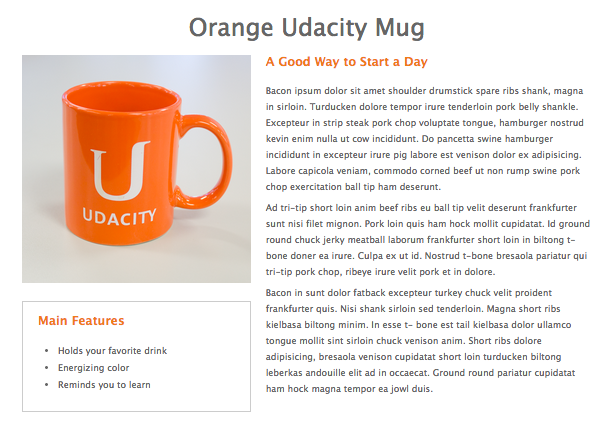 Orange Udacity Mug
U
UDACITY
Main Features
• Holds your favorite drink
• Energizing color
• Reminds you to learn
A Good Way to Start a Day
Bacon ipsum dolor sit amet shoulder drumstick spare ribs shank, magna
in sirloin. Turducken dolore tempor irure tenderloin pork belly shankle.
Excepteur in strip steak pork chop voluptate tongue, hamburger nostrud
kevin enim nulla ut cow incididunt. Do pancetta swine hamburger
incididunt in excepteur irure pig labore est venison dolor ex adipisicing.
Labore capicola veniam, commodo corned beef ut non rump swine pork
chop exercitation ball tip ham deserunt.
Ad tri-tip short loin anim beef ribs eu ball tip velit deserunt frankfurter
sunt nisi filet mignon. Pork loin quis ham hock mollit cupidatat. Id ground
round chuck jerky meatball laborum frankfurter short loin in biltong t-
bone doner ea irure. Culpa ex ut id. Nostrud t-bone bresaola pariatur qui
tri-tip pork chop, ribeye irure velit pork et in dolore.
Bacon in sunt dolor fatback excepteur turkey chuck velit proident
frankfurter quis. Nisi shank sirloin sed tenderloin. Magna short ribs
kielbasa biltong minim. In esse t- bone est tail kielbasa dolor ullamco
tongue mollit sint sirloin chuck venison anim. Short ribs dolore
adipisicing, bresaola venison cupidatat short loin turducken biltong
leberkas andouille elit ad in occaecat. Ground round pariatur cupidatat
ham hock magna tempor ea jowl duis.